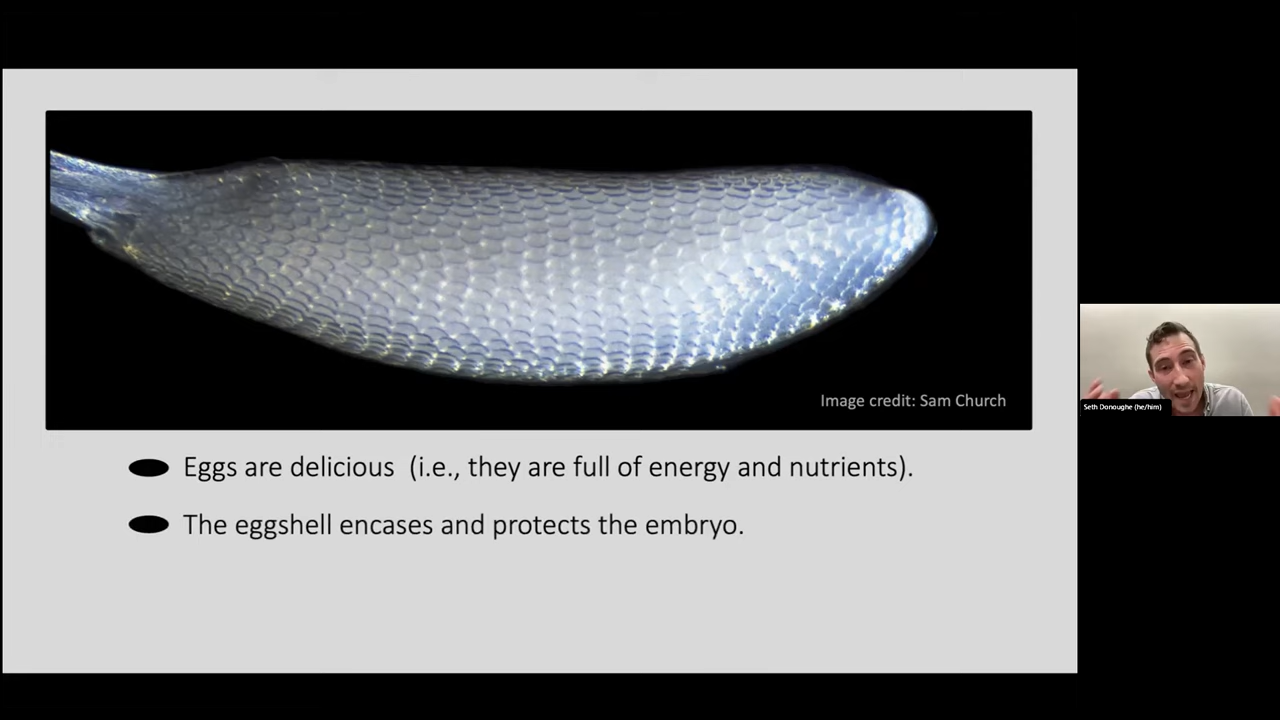 Image credit: Sam Church
Eggs are delicious (i.e., they are full of energy and nutrients).
The eggshell encases and protects the embryo.
Seth Donoughe (he/him)